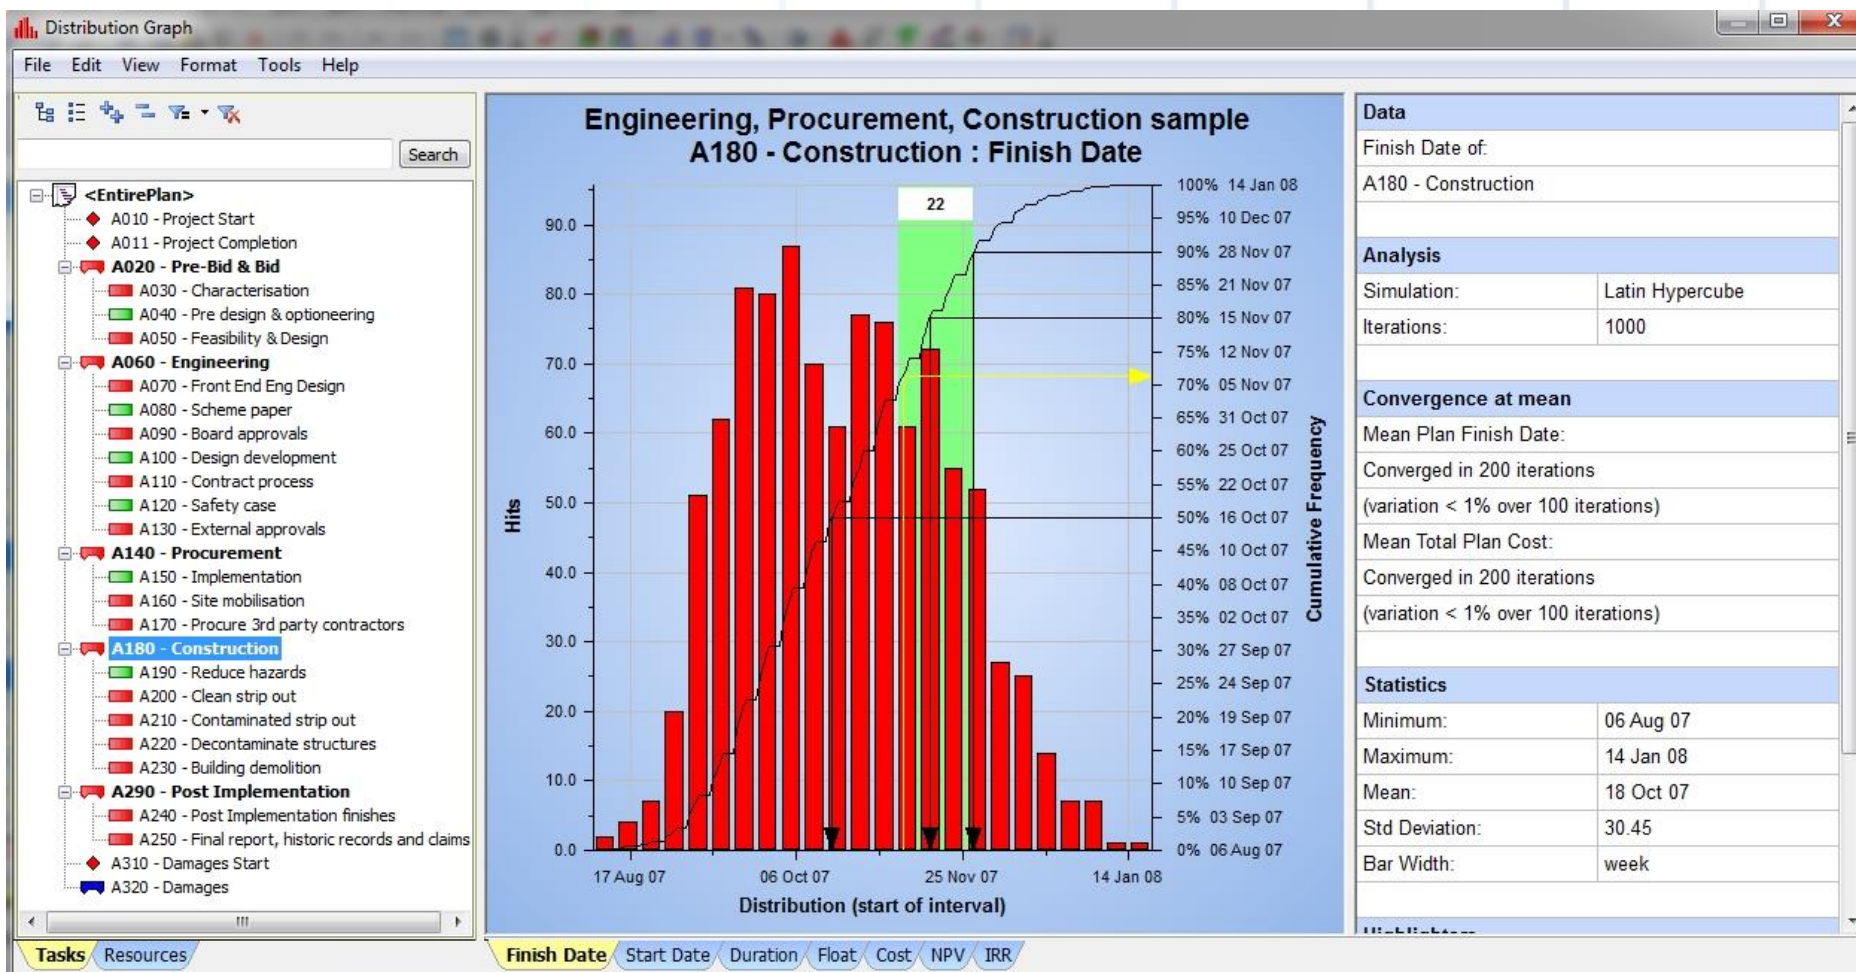 Distribution Graph
File Edit View Format Tools Help
Search
<EntirePlan>
A010 - Project Start
A011 - Project Completion
A020 - Pre-Bid & Bid
A030 - Characterisation
A040 - Pre design & optioneering
A050 - Feasibility & Design
A060 - Engineering
A070 - Front End Eng Design
A080 - Scheme paper
A090 - Board approvals
A100 - Design development
A110 - Contract process
A120 - Safety case
A130 - External approvals
A140 - Procurement
A150 - Implementation
A160 - Site mobilisation
A170 - Procure 3rd party contractors
A180 - Construction
A190 - Reduce hazards
A200 - Clean strip out
A210 - Contaminated strip out
A220 - Decontaminate structures
A230 - Building demolition
A290 - Post Implementation
A240 - Post Implementation finishes
A250 - Final report, historic records and claims
A310 - Damages Start
A320 - Damages
Tasks Resources
Engineering, Procurement, Construction sample
A180 - Construction : Finish Date
22
Hits
90.0
80.0
70.0
60.0
50.0
40.0
30.0
20.0
10.0
0.0
17 Aug 07 06 Oct 07 25 Nov 07 14 Jan 08
Distribution (start of interval)
100% 14 Jan 08
95% 10 Dec 07
90% 28 Nov 07
85% 21 Nov 07
80% 15 Nov 07
75% 12 Nov 07
70% 05 Nov 07
65% 31 Oct 07
60% 25 Oct 07
55% 22 Oct 07
50% 16 Oct 07
45% 10 Oct 07
40% 08 Oct 07
35% 02 Oct 07
30% 27 Sep 07
25% 24 Sep 07
20% 19 Sep 07
15% 17 Sep 07
10% 10 Sep 07
5% 03 Sep 07
0% 06 Aug 07
Cumulative Frequency
Finish Date Start Date Duration Float Cost NPV IRR
Data
Finish Date of:
A180 - Construction
Analysis
Simulation: Latin Hypercube
Iterations: 1000
Convergence at mean
Mean Plan Finish Date:
Converged in 200 iterations
(variation < 1% over 100 iterations)
Mean Total Plan Cost:
Converged in 200 iterations
(variation < 1% over 100 iterations)
Statistics
Minimum: 06 Aug 07
Maximum: 14 Jan 08
Mean: 18 Oct 07
Std Deviation: 30.45
Bar Width: week